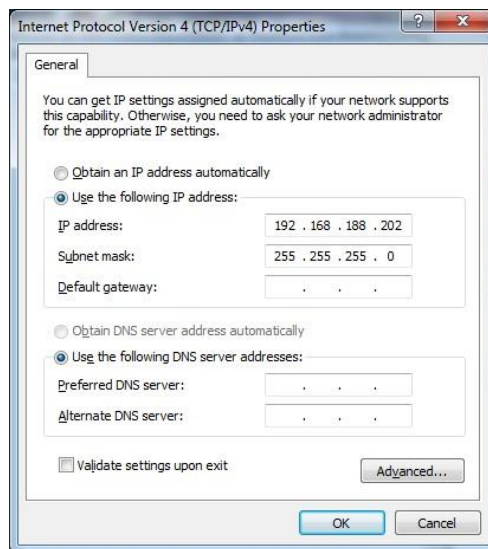 Internet Protocol Version 4 (TCP/IPv4) Properties
General
You can get IP settings assigned automatically if your network supports
this capability. Otherwise, you need to ask your network administrator
for the appropriate IP settings.
Obtain an IP address automatically
Use the following IP address:
IP address: 192 . 168 . 188 . 202
Subnet mask: 255 . 255 . 255 . 0
Default gateway: . . .
Obtain DNS server address automatically
Use the following DNS server addresses:
Preferred DNS server: . . .
Alternate DNS server: . . .
Validate settings upon exit
Advanced...
OK Cancel